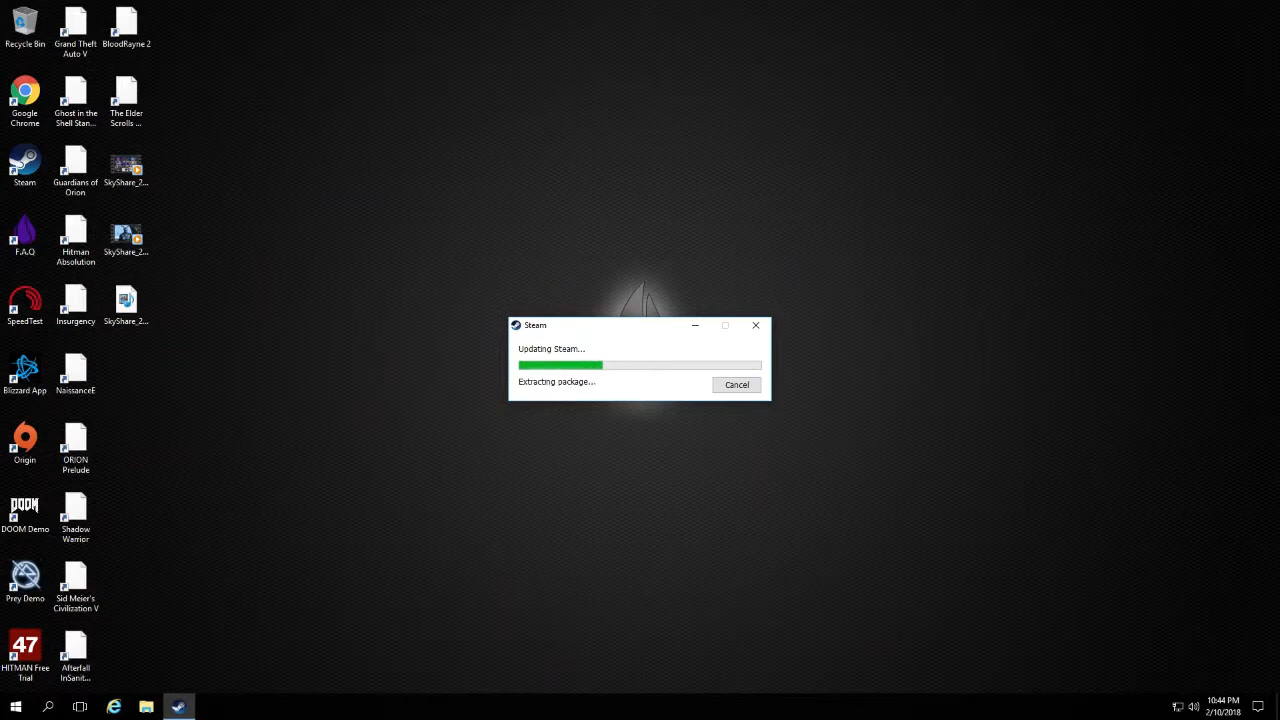 Recycle Bin
Grand Theft
Auto V
BloodRayne 2
Google
Chrome
Ghost in the
Shell Stan...
The Elder
Scrolls ...
Steam
Guardians of
Orion
SkyShare_2...
F.A.Q
Hitman
Absolution
SkyShare_2...
SpeedTest
Insurgency
SkyShare_2...
Blizzard App
NaissanceE
Origin
ORION
Prelude
DOOM
DOOM Demo
Shadow
Warrior
Prey Demo
Sid Meier's
Civilization V
47
HITMAN Free
Trial
Afterfall
InSanit...
Steam
Updating Steam...
Extracting package...
Cancel
10:44 PM
2/10/2018